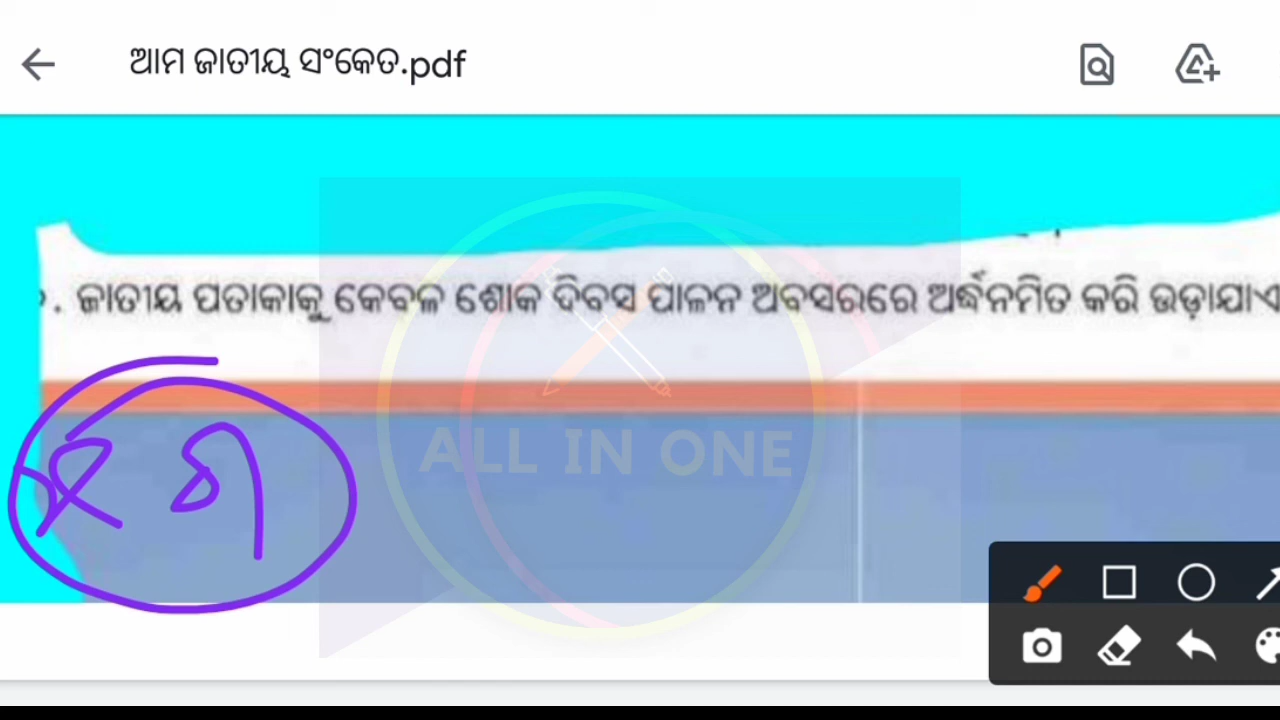 ଆମ ଜାତୀୟ ସଂକେତ.pdf
. ଜାତୀୟ ପତାକାକୁ କେବଳ ଶୋକ ଦିବସ ପାଳନ ଅବସରରେ ଅର୍ଦ୍ଧନମିତ କରି ଉଡ଼ାଯାଏ
ALL IN ONE